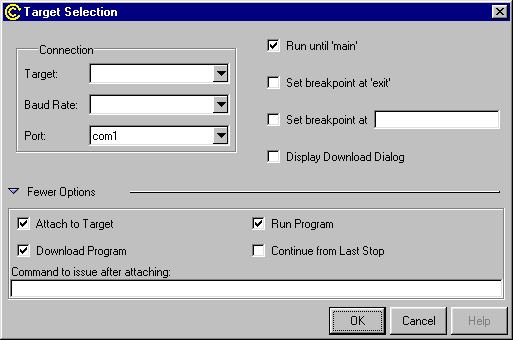 Target Selection
Connection
Target:
Baud Rate:
Port: com1
Run until 'main'
Set breakpoint at 'exit'
Set breakpoint at
Display Download Dialog
Fewer Options
Attach to Target
Run Program
Download Program
Continue from Last Stop
Command to issue after attaching:
OK
Cancel
Help